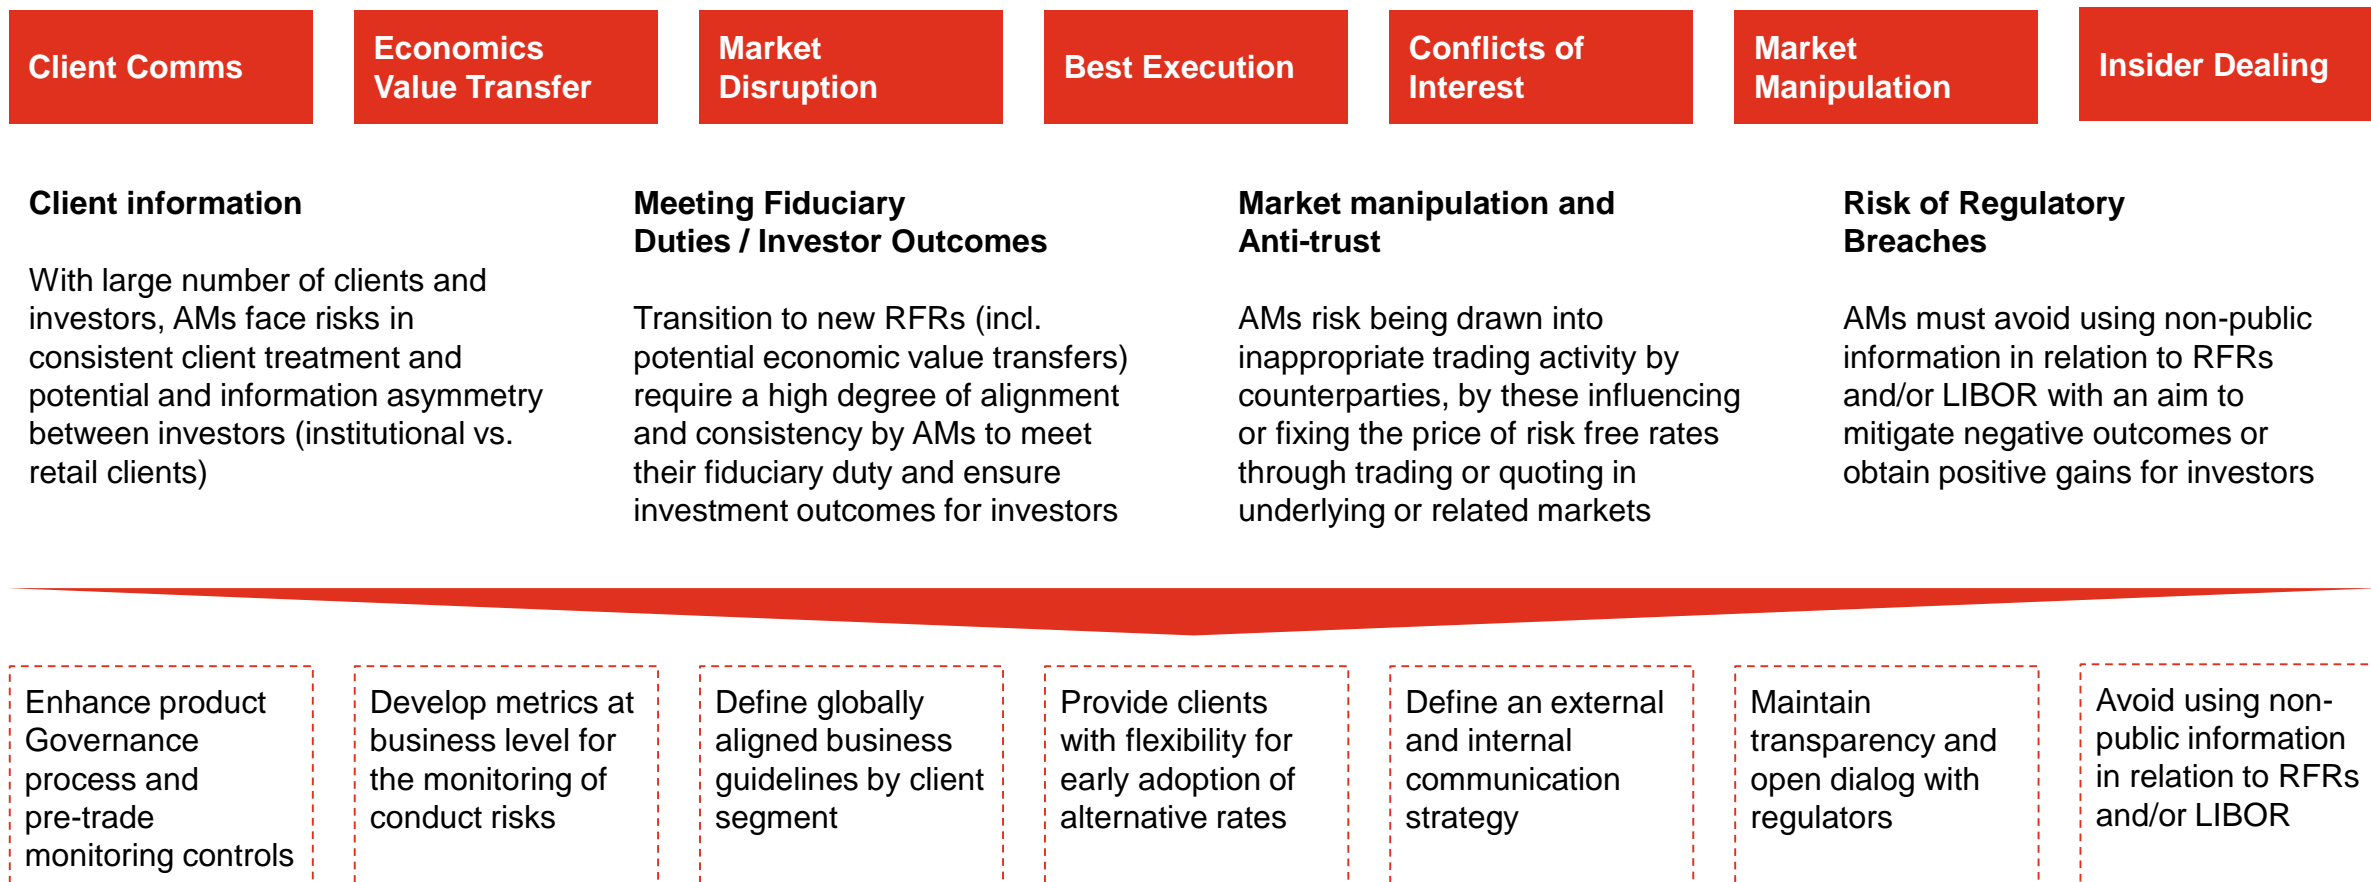 Client Comms
Economics
Value Transfer
Market
Disruption
Best Execution
Conflicts of
Interest
Market
Manipulation
Insider Dealing
Client information
With large number of clients and
investors, AMs face risks in
consistent client treatment and
potential and information asymmetry
between investors (institutional vs.
retail clients)
Meeting Fiduciary
Duties / Investor Outcomes
Transition to new RFRs (incl.
potential economic value transfers)
require a high degree of alignment
and consistency by AMs to meet
their fiduciary duty and ensure
investment outcomes for investors
Market manipulation and
Anti-trust
AMs risk being drawn into
inappropriate trading activity by
counterparties, by these influencing
or fixing the price of risk free rates
through trading or quoting in
underlying or related markets
Risk of Regulatory
Breaches
AMs must avoid using non-public
information in relation to RFRs
and/or LIBOR with an aim to
mitigate negative outcomes or
obtain positive gains for investors
Enhance product
Governance
process and
pre-trade
monitoring controls
Develop metrics at
business level for
the monitoring of
conduct risks
Define globally
aligned business
guidelines by client
segment
Provide clients
with flexibility for
early adoption of
alternative rates
Define an external
and internal
communication
strategy
Maintain
transparency and
open dialog with
regulators
Avoid using non-
public information
in relation to RFRs
and/or LIBOR